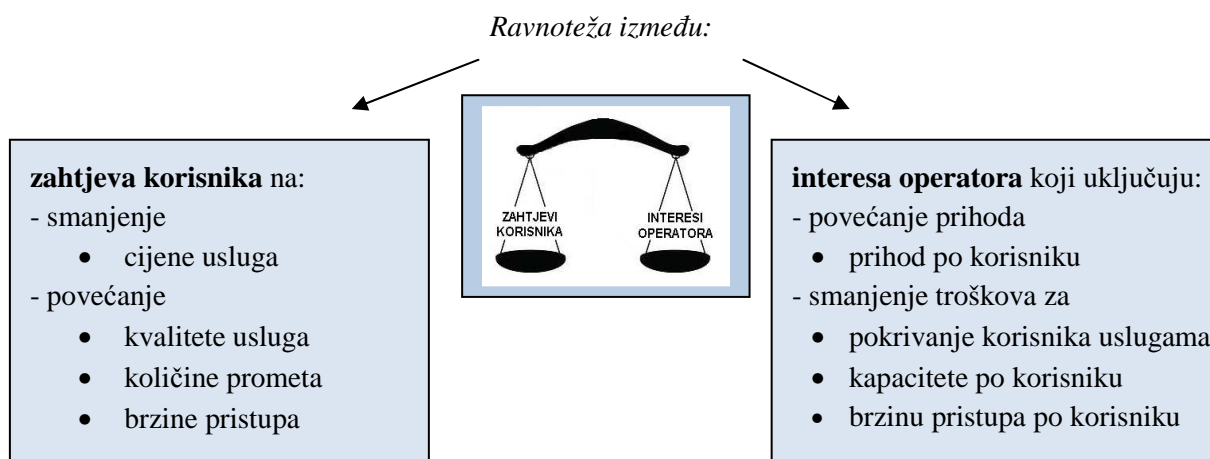 Ravnoteža između:
zahtjeva korisnika na:
- smanjenje
• cijene usluga
- povećanje
• kvalitete usluga
• količine prometa
• brzine pristupa
ZAHTJEVI
KORISNIKA
INTERESI
OPERATORA
interesa operatora koji uključuju:
- povećanje prihoda
• prihod po korisniku
- smanjenje troškova za
• pokrivanje korisnika uslugama
• kapacitete po korisniku
• brzinu pristupa po korisniku